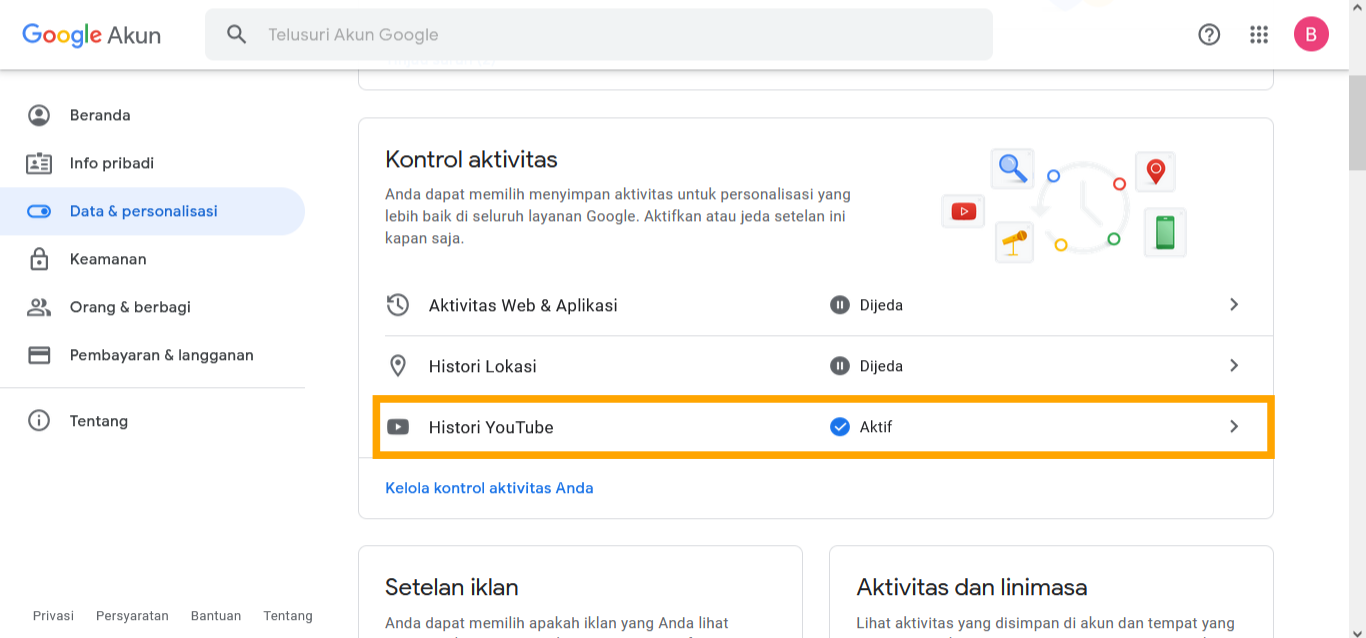 Google Akun
Telusuri Akun Google
B
Beranda
Info pribadi
Data & personalisasi
Keamanan
Orang & berbagi
Pembayaran & langganan
Tentang
Kontrol aktivitas
Anda dapat memilih menyimpan aktivitas untuk personalisasi yang
lebih baik di seluruh layanan Google. Aktifkan atau jeda setelan ini
kapan saja.
Aktivitas Web & Aplikasi Dijeda
Histori Lokasi Dijeda
Histori YouTube Aktif
Kelola kontrol aktivitas Anda
Setelan iklan
Anda dapat memilih apakah iklan yang Anda lihat
Aktivitas dan linimasa
Lihat aktivitas yang disimpan di akun dan tempat yang
Privasi Persyaratan Bantuan Tentang